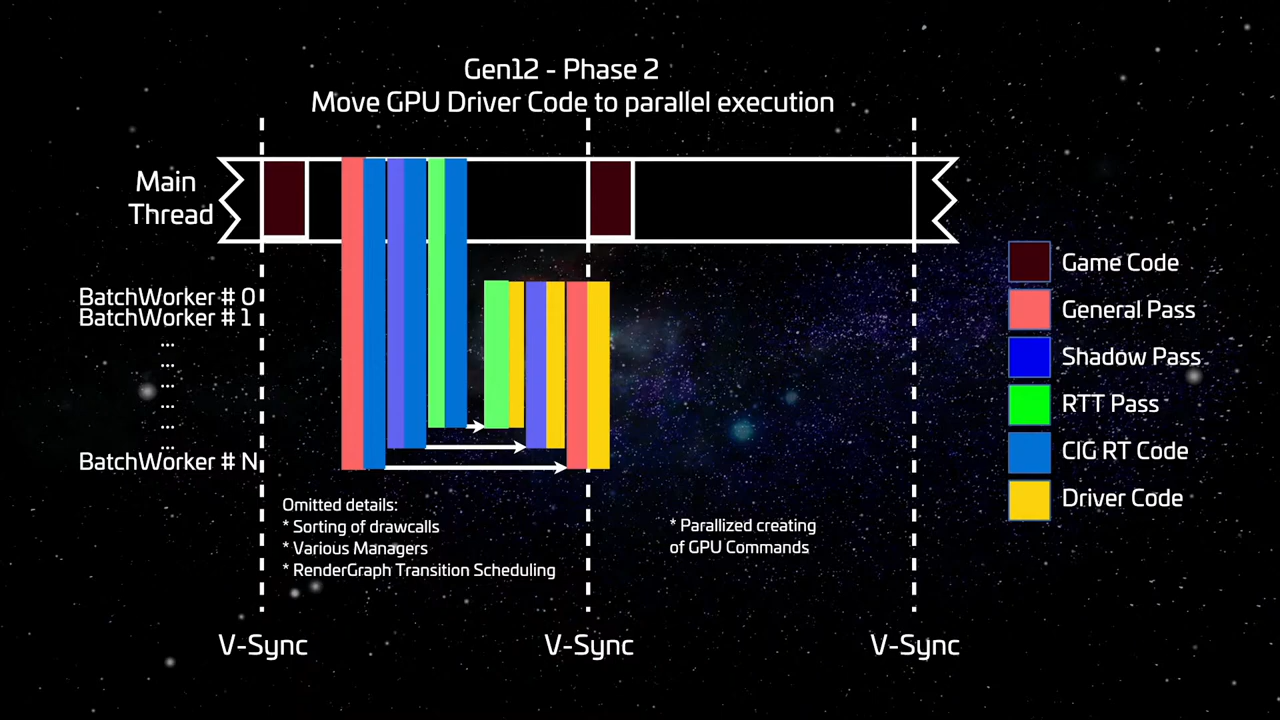 Gen12 - Phase 2
Move GPU Driver Code to parallel execution
Main
Thread
BatchWorker # 0
BatchWorker # 1
...
...
...
...
...
...
BatchWorker # N
Omitted details:
* Sorting of drawcalls
* Various Managers
* RenderGraph Transition Scheduling
* Parallized creating
of GPU Commands
Game Code
General Pass
Shadow Pass
RTT Pass
CIG RT Code
Driver Code
V-Sync
V-Sync
V-Sync